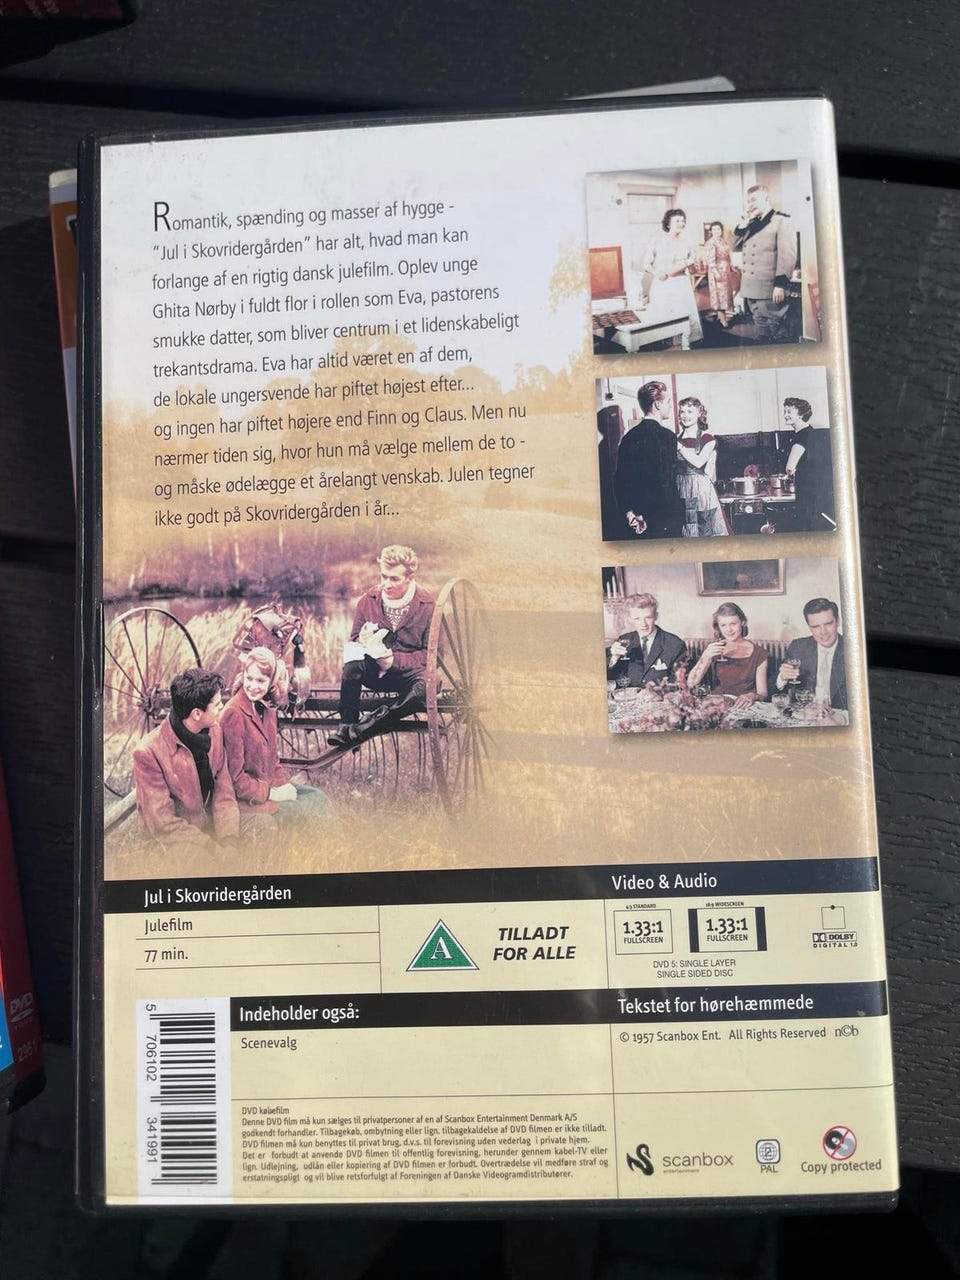 Romantik, spænding og masser af hygge -
"Jul i Skovridergården" har alt, hvad man kan
forlange af en rigtig dansk julefilm. Oplev unge
Ghita Nørby i fuldt flor i rollen som Eva, pastorens
smukke datter, som bliver centrum i et lidenskabeligt
trekantsdrama. Eva har altid været en af dem,
de lokale ungersvende har piftet højest efter...
og ingen har piftet højere end Finn og Claus. Men nu
nærmer tiden sig, hvor hun må vælge mellem de to -
og måske ødelægge et årelangt venskab. Julen tegner
ikke godt på Skovridergården i år...
Jul i Skovridergården
Julefilm
77 min.
A
TILLADT
FOR ALLE
Video & Audio
4:3 STANDARD
1.33:1
FULLSCREEN
16:9 WIDESCREEN
1.33:1
FULLSCREEN
DVD 5: SINGLE LAYER
SINGLE SIDED DISC
DOLBY
DIGITAL 1.0
Indeholder også:
Scenevalg
Tekstet for hørehæmmede
© 1957 Scanbox Ent. All Rights Reserved n©b
DVD købefilm
Denne DVD film må kun sælges til privatpersoner af en af Scanbox Entertainment Denmark A/S
godkendt forhandler. Tilbagekøb, ombytning eller lign. tilbagekaldelse af DVD filmen er ikke tilladt.
DVD filmen må kun benyttes til privat brug, d.v.s. til forevisning uden vederlag i private hjem.
Det er forbudt at anvende DVD filmen til offentlig forevisning, herunder gennem kabel-TV eller
lign. Udlejning, udlån eller kopiering af DVD filmen er forbudt. Overtrædelse vil medføre straf og
erstatningspligt og vil blive retsforfulgt af Foreningen af Danske Videogramdistributører.
scanbox
entertainment
2
PAL
Copy protected
5 706102 341991
DVD
2961